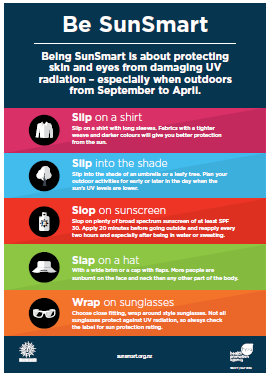 Be SunSmart
Being SunSmart is about protecting
skin and eyes from damaging UV
radiation – especially when outdoors
from September to April.
Slip on a shirt
Slip on a shirt with long sleeves. Fabrics with a tighter
weave and darker colours will give you better protection
from the sun.
Slip into the shade
Slip into the shade of an umbrella or a leafy tree. Plan your
outdoor activities for early or later in the day when the
sun's UV levels are lower.
Slop on sunscreen
Slop on plenty of broad spectrum sunscreen of at least SPF
30. Apply 20 minutes before going outside and reapply every
two hours and especially after being in water or sweating.
Slap on a hat
With a wide brim or a cap with flaps. More people are
sunburnt on the face and neck than any other part of the body.
Wrap on sunglasses
Choose close fitting, wrap around style sunglasses. Not all
sunglasses protect against UV radiation, so always check
the label for sun protection rating.
sunsmart.org.nz
health
promotion
agency